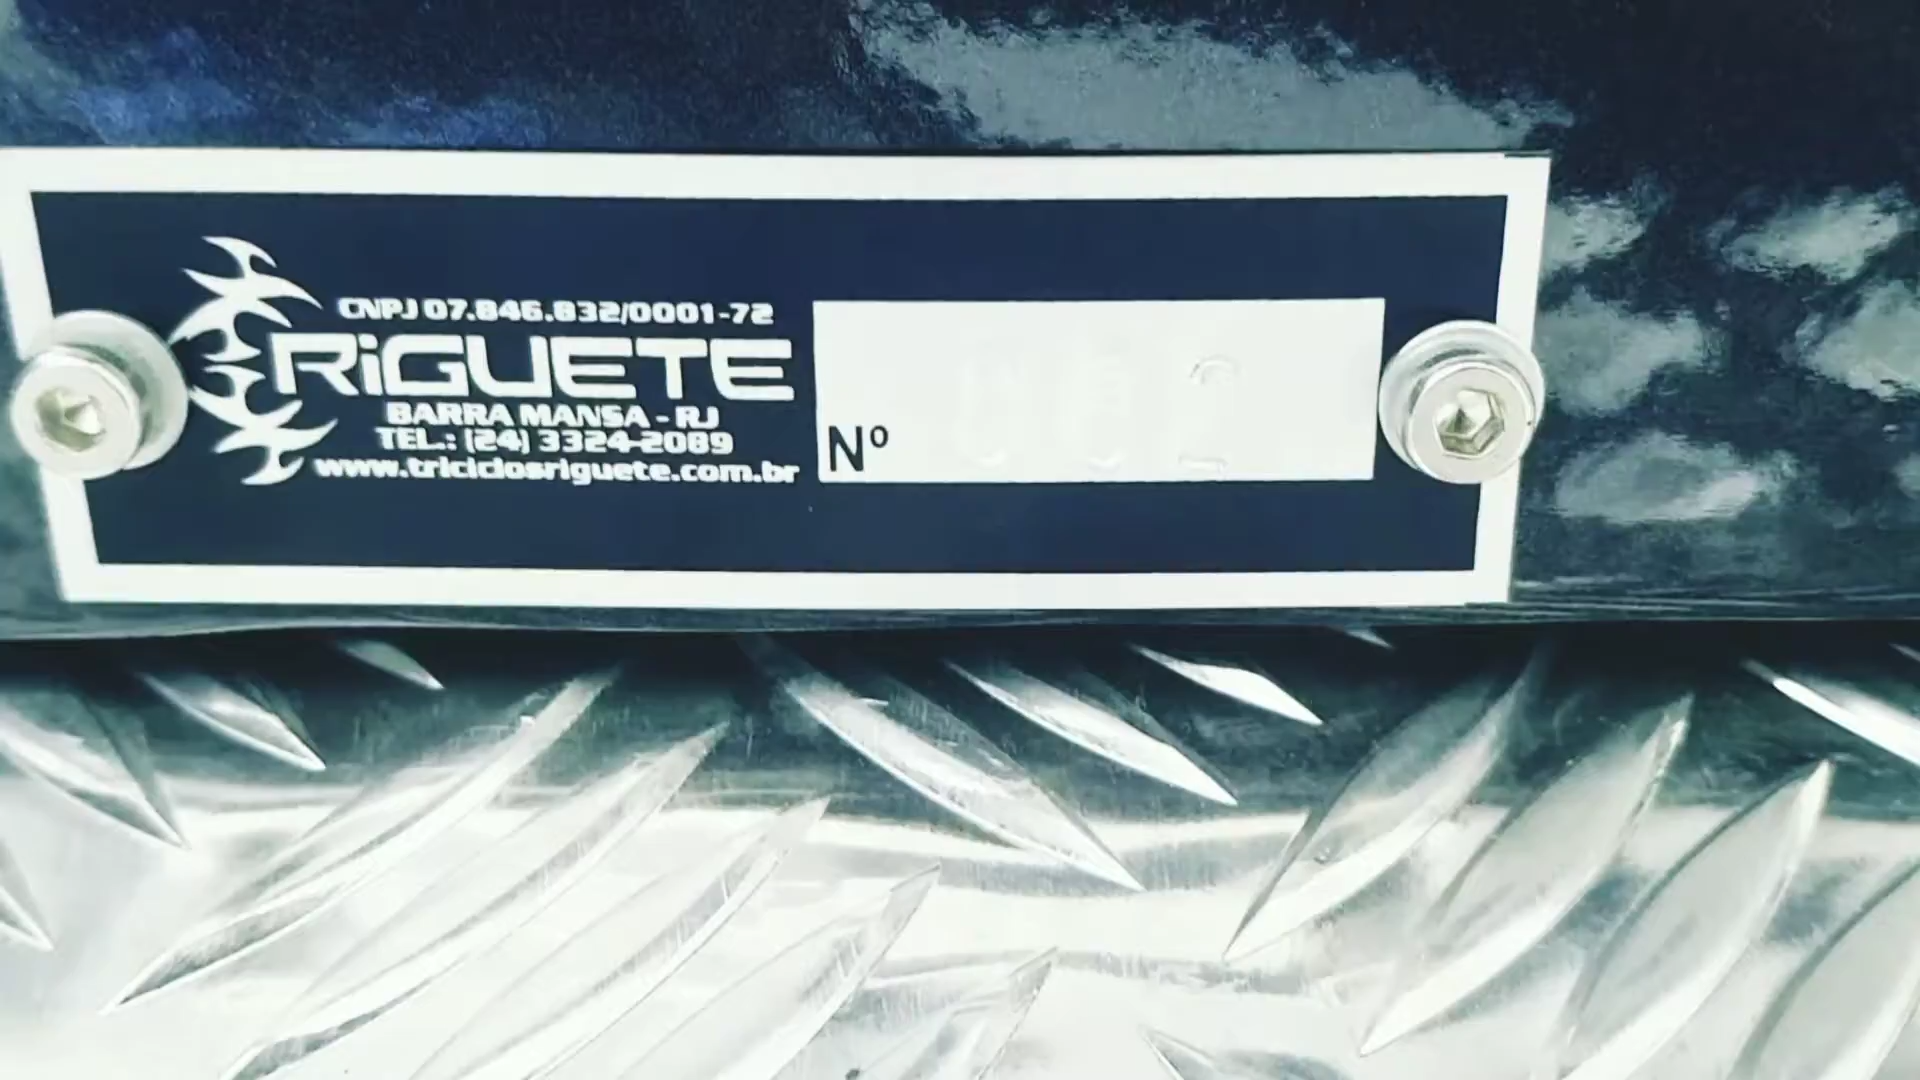 CNPJ 07.846.832/0001-72
RiGUETE
BARRA MANSA - RJ
TEL.: (24) 3324-2089
www.triciclosriguete.com.br
Nº